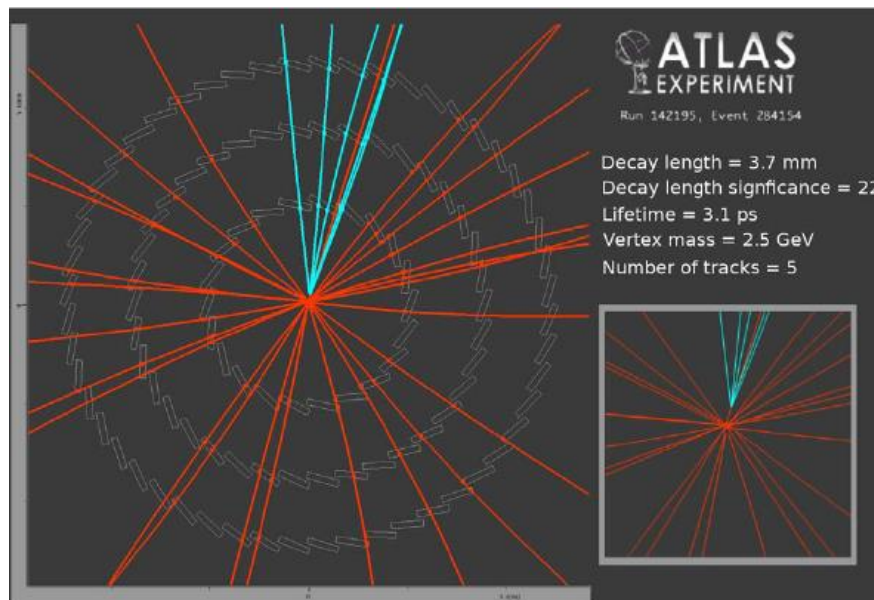 ATLAS
EXPERIMENT
Run 142195, Event 284154
Decay length = 3.7 mm
Decay length signficance = 22
Lifetime = 3.1 ps
Vertex mass = 2.5 GeV
Number of tracks = 5